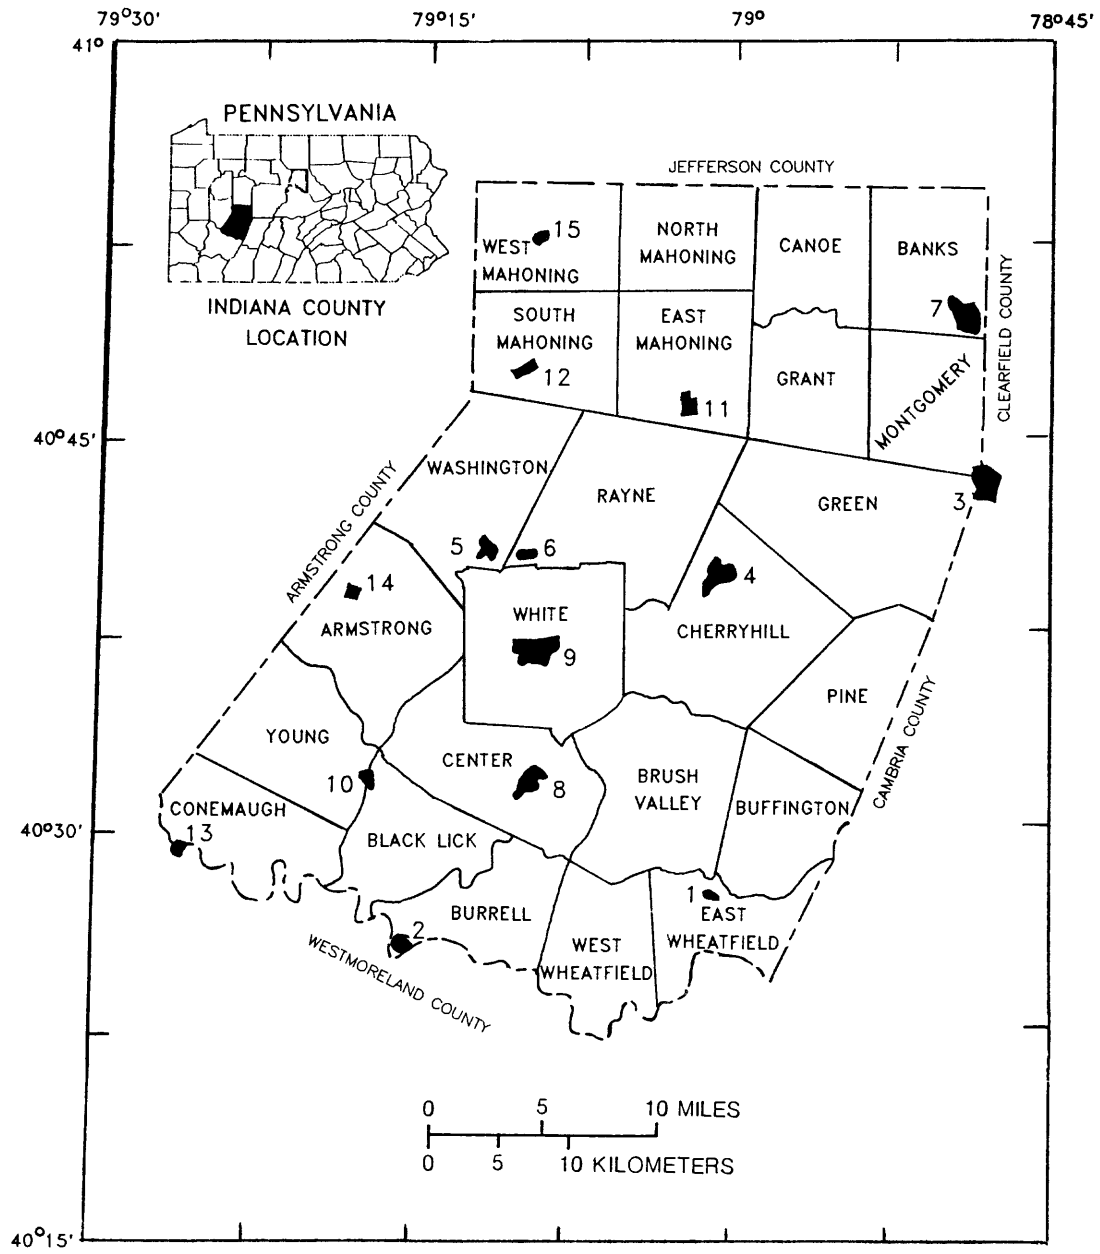 79°30' 79°15' 79° 78°45'
41°
PENNSYLVANIA
JEFFERSON COUNTY
INDIANA COUNTY
LOCATION
WEST
MAHONING
15
NORTH
MAHONING
CANOE
BANKS
7
CLEARFIELD COUNTY
SOUTH
MAHONING
12
EAST
MAHONING
11
GRANT
MONTGOMERY
40°45'
ARMSTRONG COUNTY
WASHINGTON
RAYNE
GREEN
3
5
6
4
14
ARMSTRONG
WHITE
9
CHERRYHILL
PINE
CAMBRIA COUNTY
YOUNG
10
CENTER
8
BRUSH
VALLEY
BUFFINGTON
CONEMAUGH
40°30'
13
BLACK LICK
1
2
BURRELL
WEST
WHEATFIELD
EAST
WHEATFIELD
WESTMORELAND COUNTY
0 5 10 MILES
0 5 10 KILOMETERS
40°15'